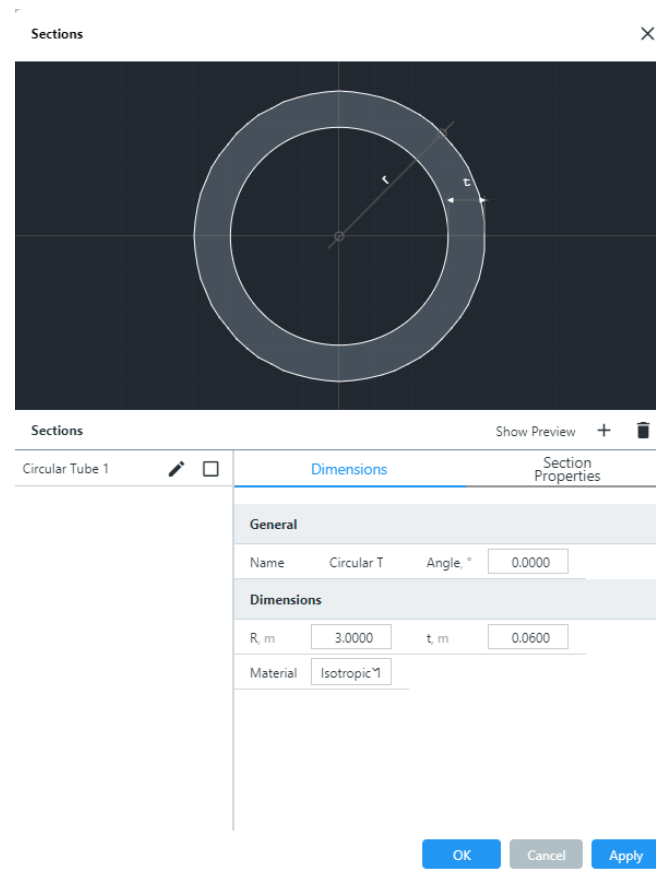 Sections
r
t
Sections Show Preview
Circular Tube 1 Dimensions Section Properties
General
Name Circular T Angle, ° 0.0000
Dimensions
R, m 3.0000 t, m 0.0600
Material Isotropic 1
OK Cancel Apply